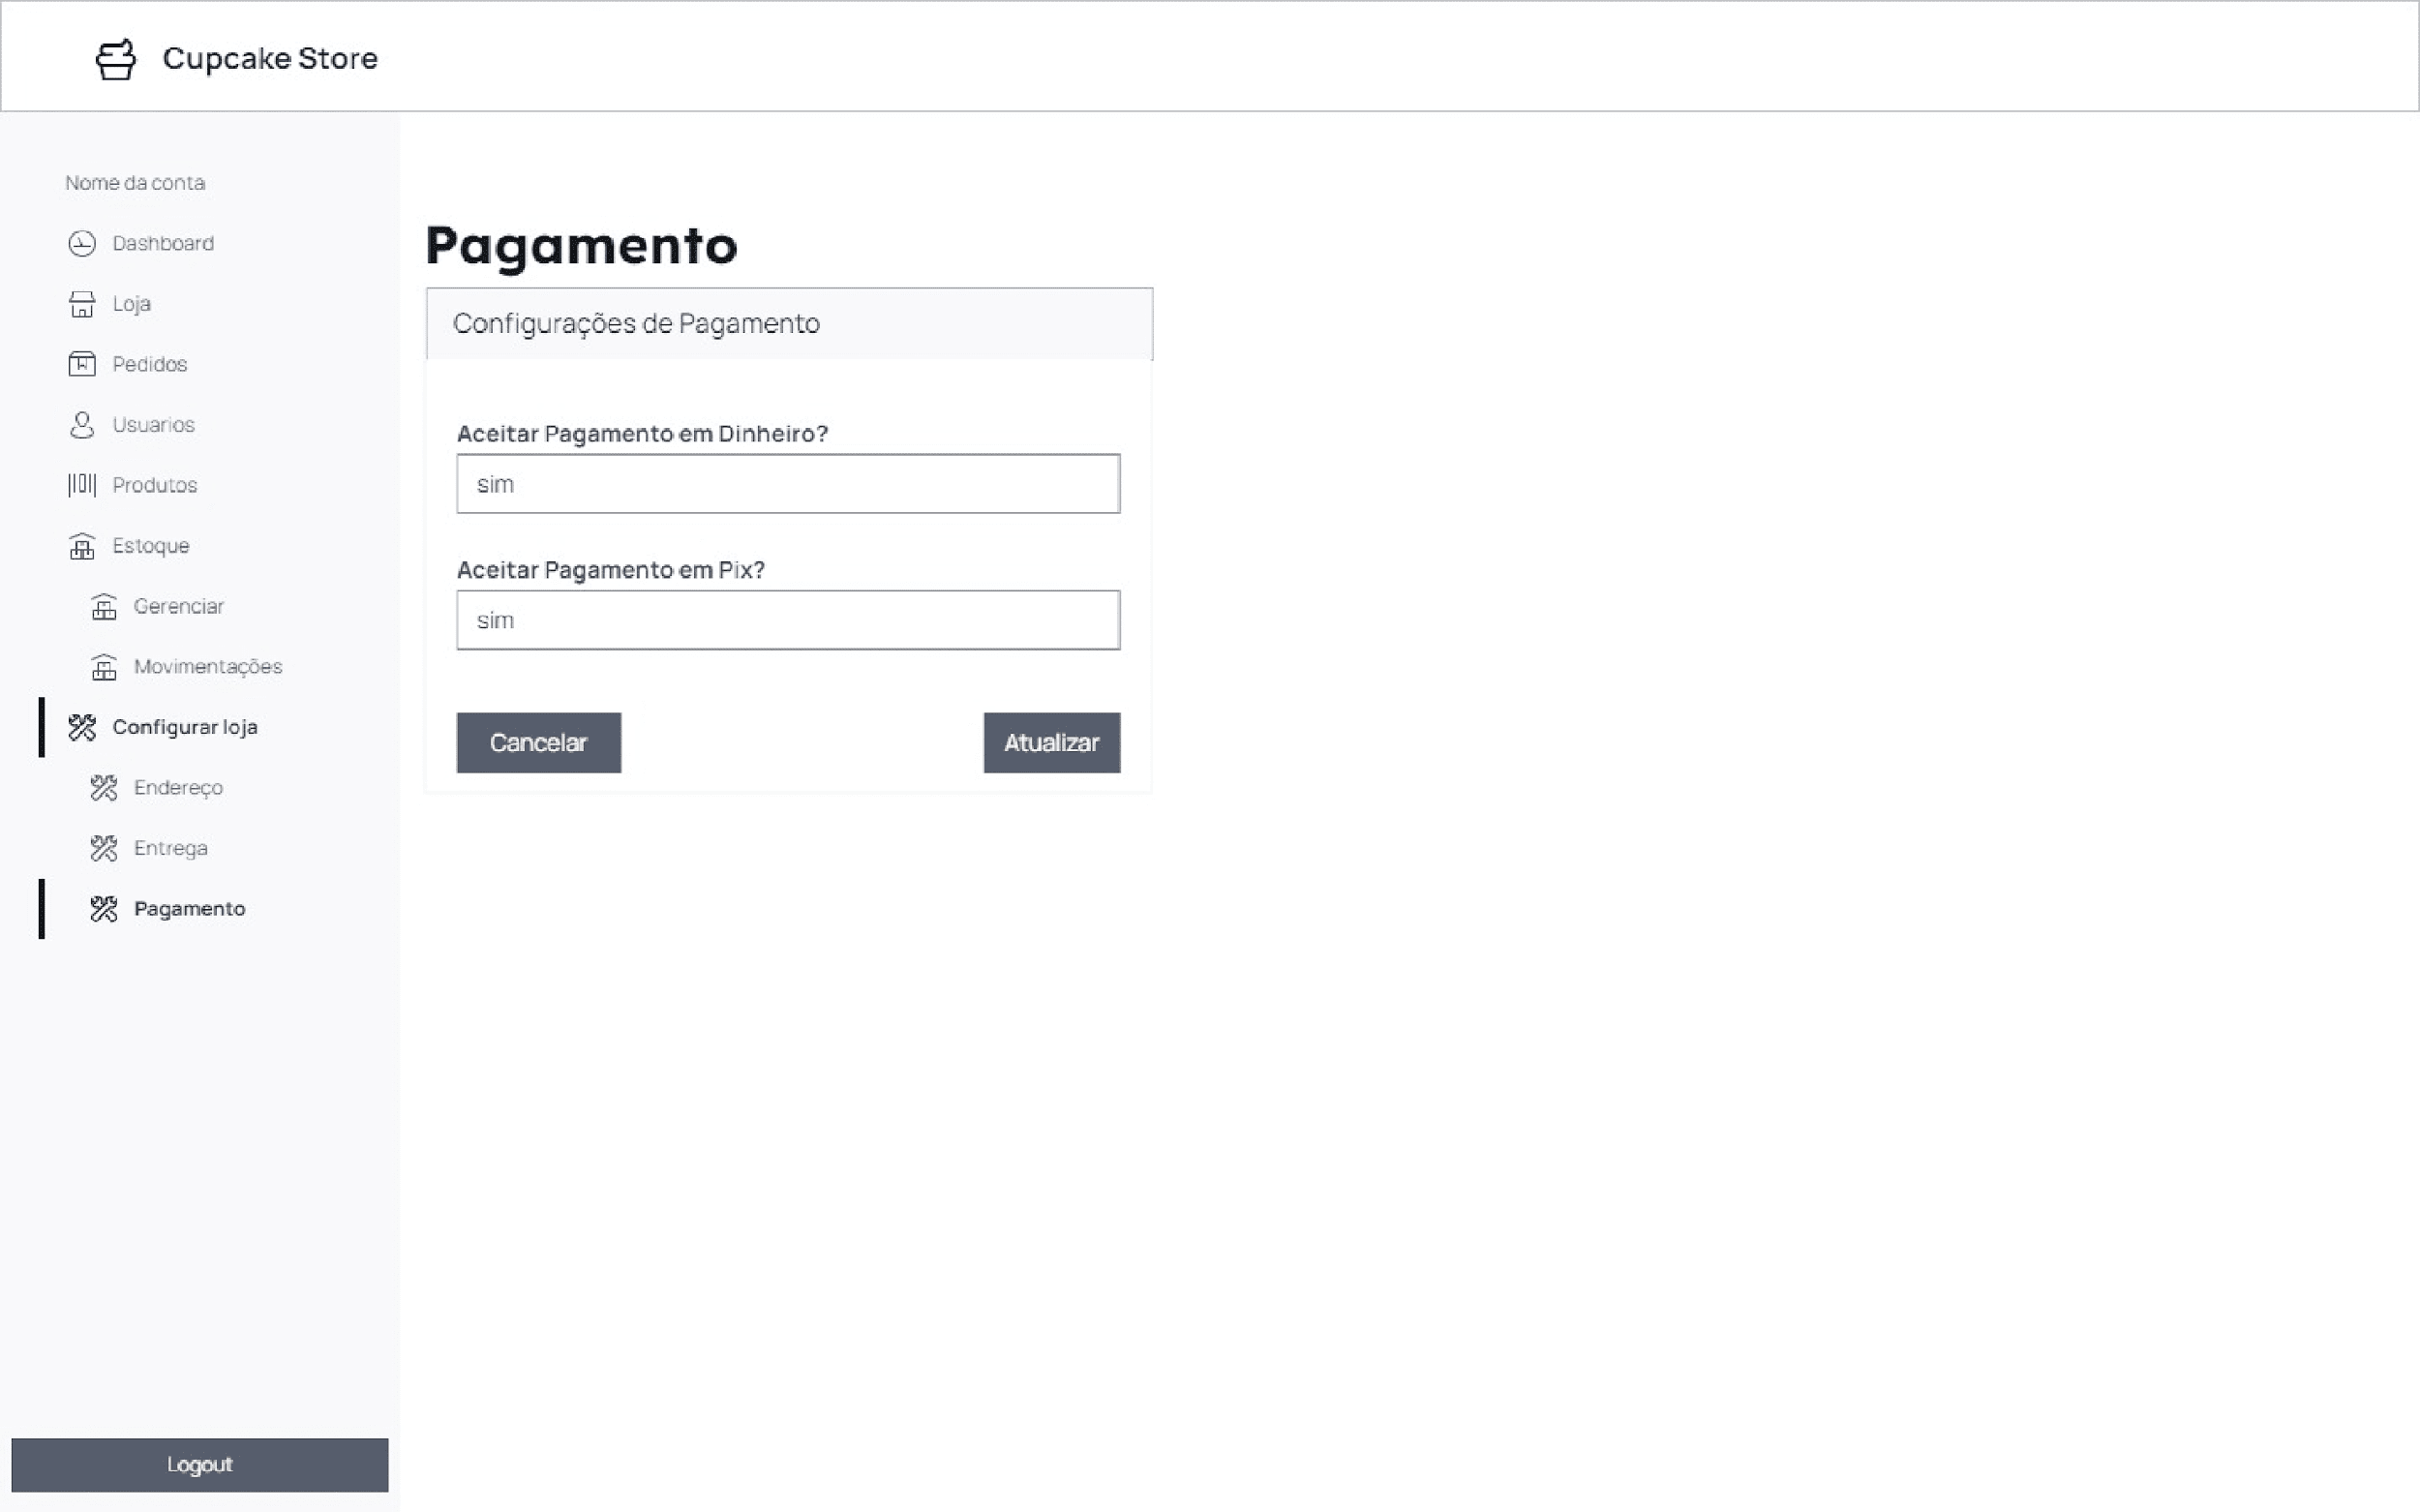 Cupcake Store
Nome da conta
Dashboard
Loja
Pedidos
Usuarios
Produtos
Estoque
Gerenciar
Movimentações
Configurar loja
Endereço
Entrega
Pagamento
Logout
Pagamento
Configurações de Pagamento
Aceitar Pagamento em Dinheiro?
sim
Aceitar Pagamento em Pix?
sim
Cancelar
Atualizar